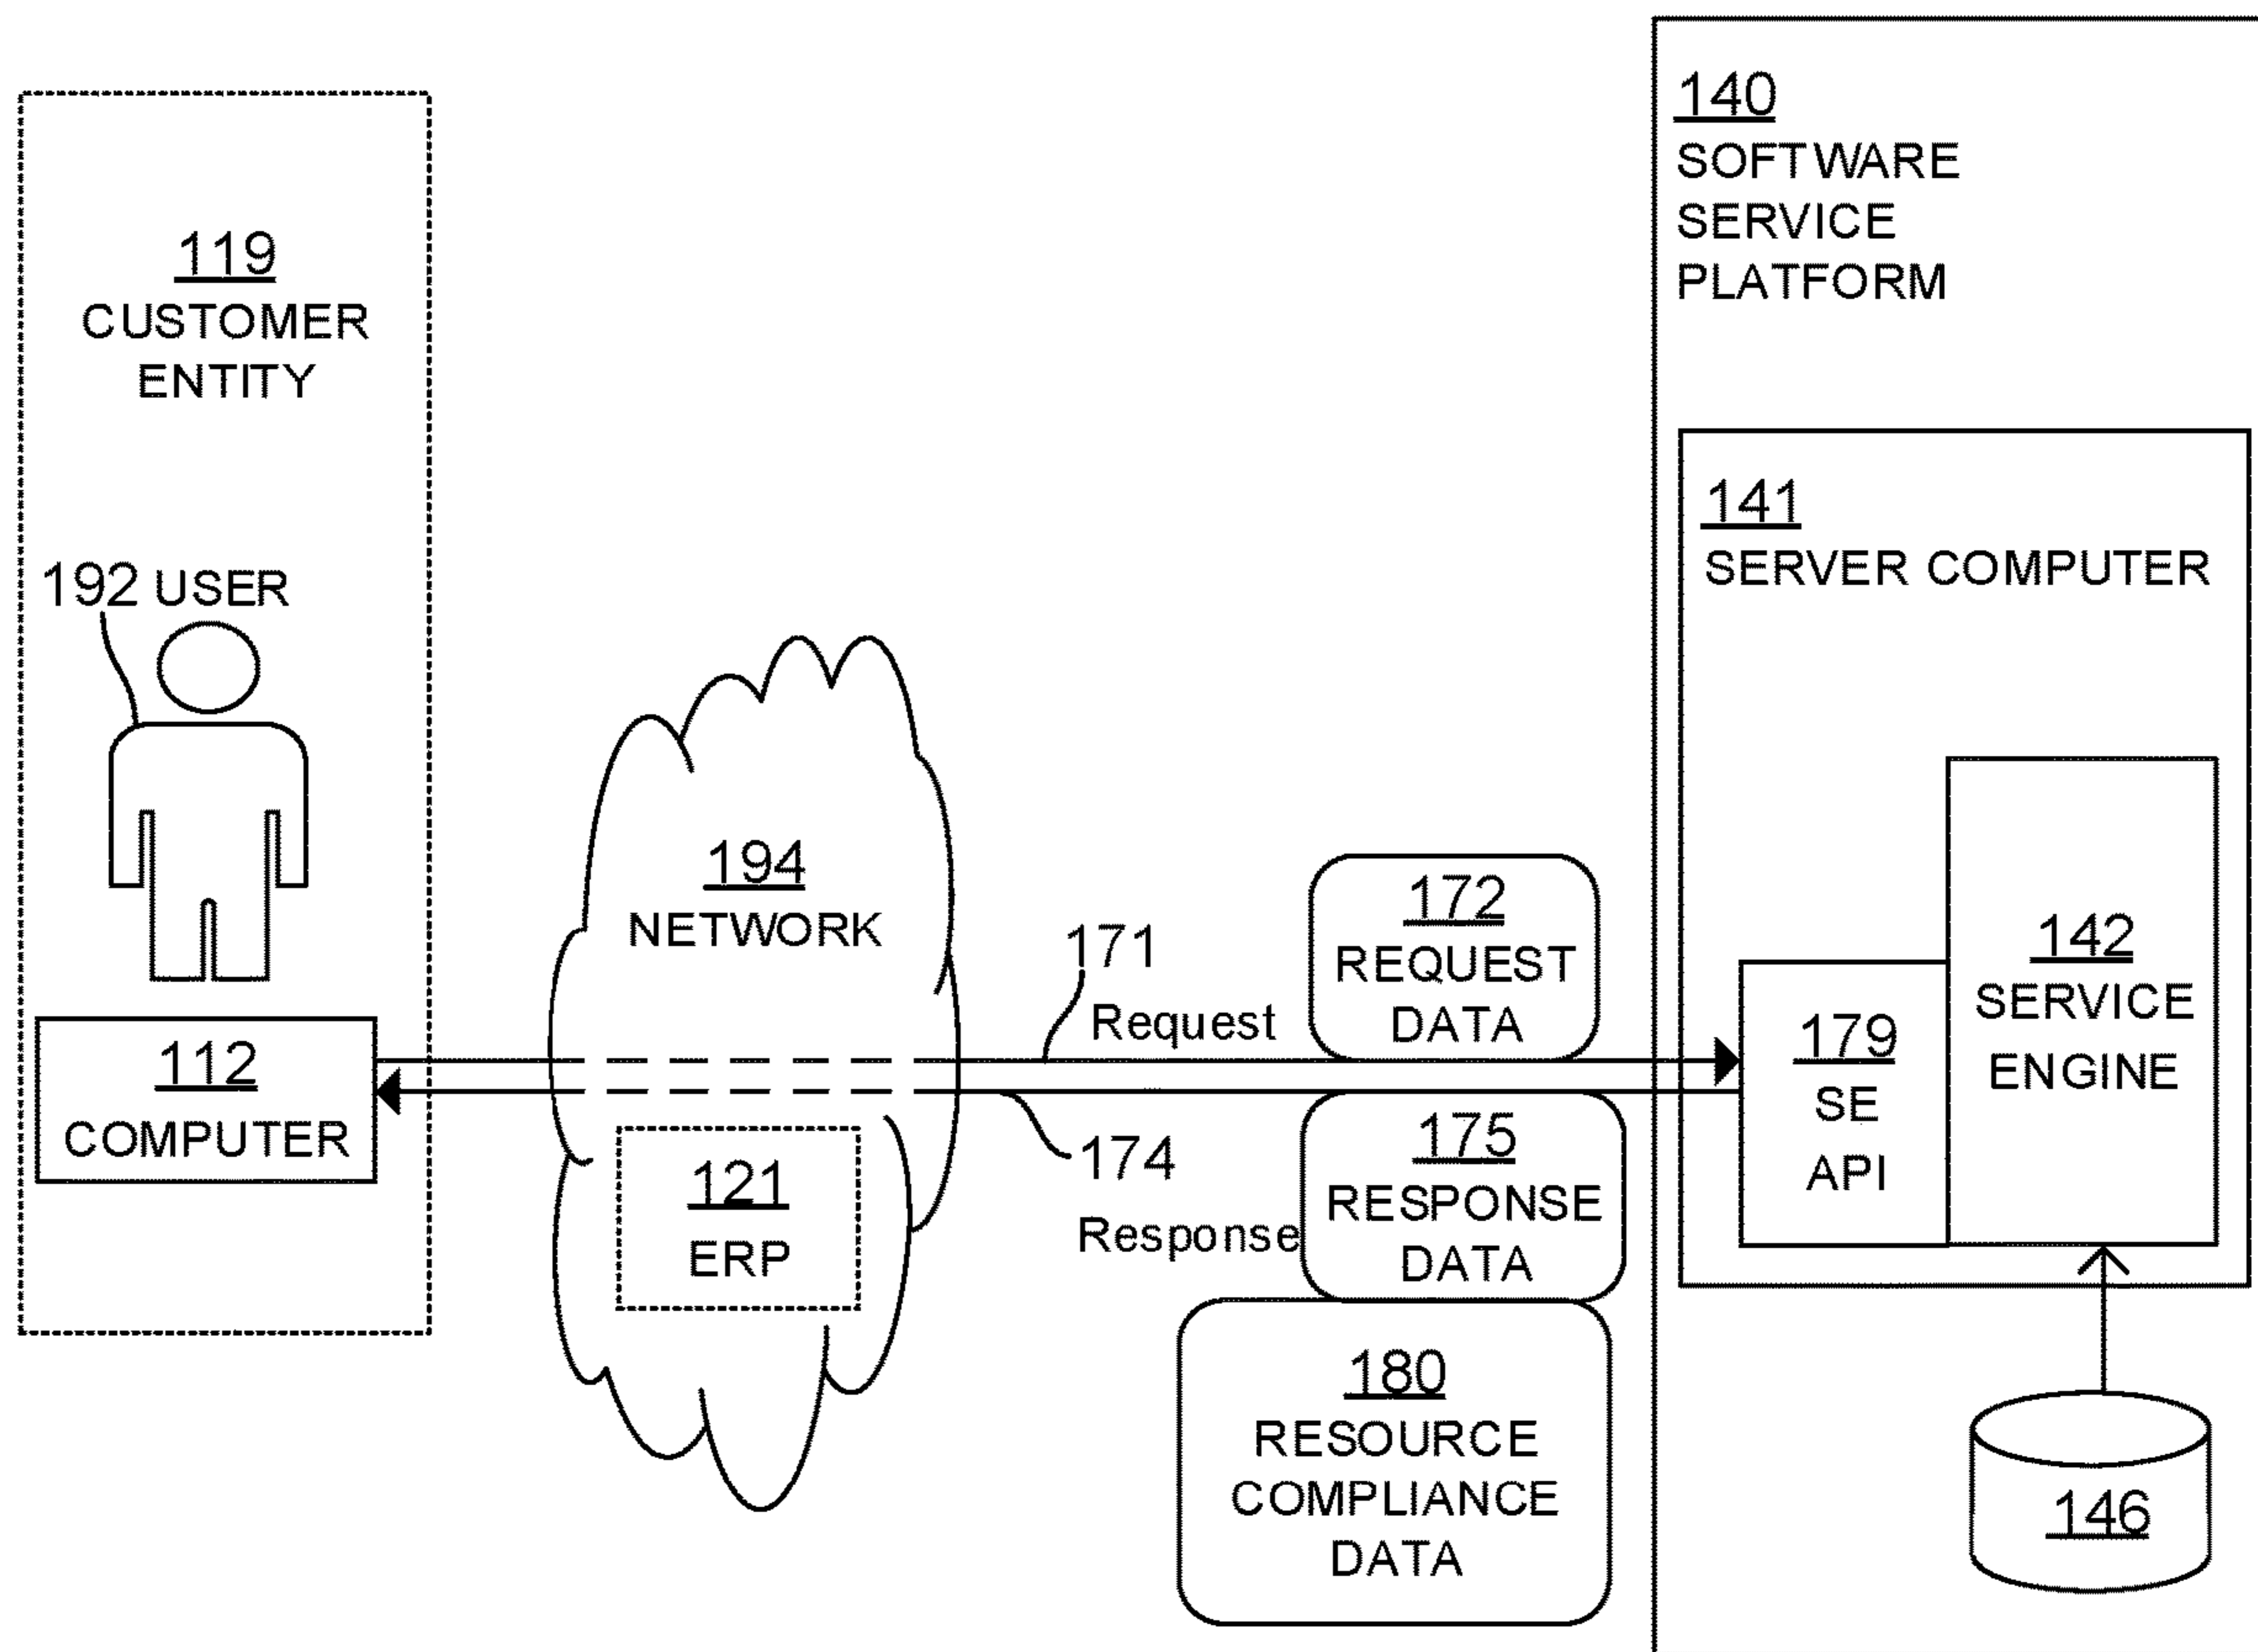 119
CUSTOMER
ENTITY
192 USER
112
COMPUTER
194
NETWORK
121
ERP
171
Request
172
REQUEST
DATA
174
Response
175
RESPONSE
DATA
180
RESOURCE
COMPLIANCE
DATA
140
SOFTWARE
SERVICE
PLATFORM
141
SERVER COMPUTER
142
SERVICE
ENGINE
179
SE
API
146